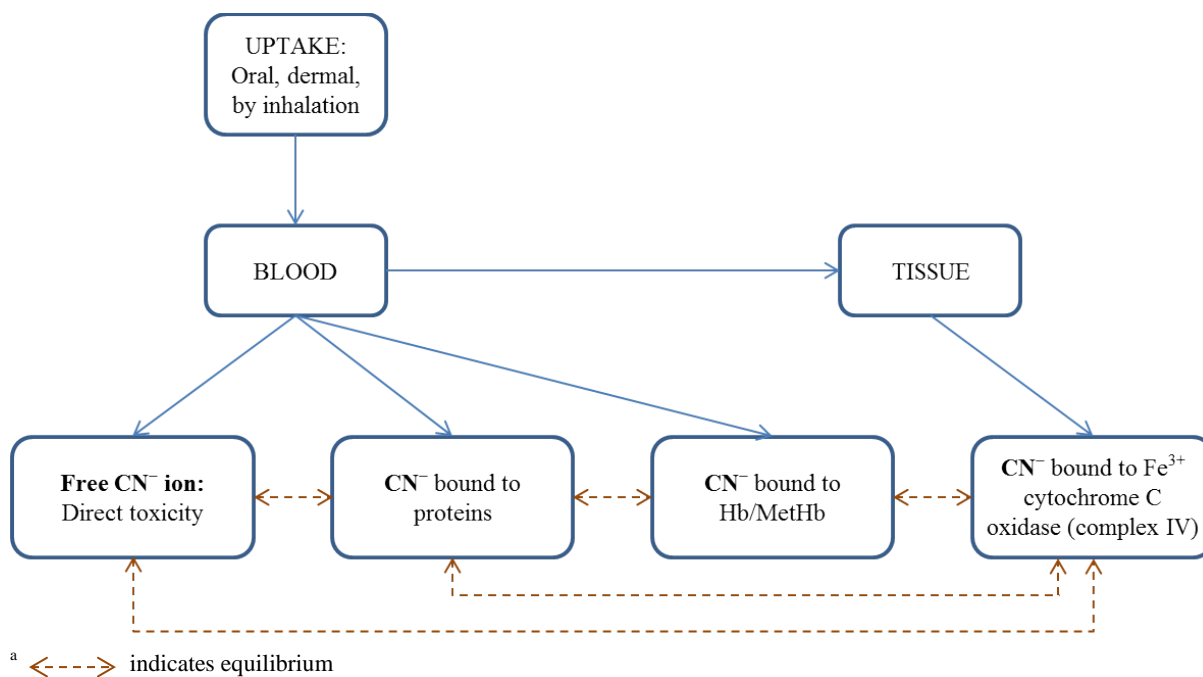 UPTAKE:
Oral, dermal,
by inhalation
BLOOD
TISSUE
Free CN⁻ ion:
Direct toxicity
CN⁻ bound to
proteins
CN⁻ bound to
Hb/MetHb
CN⁻ bound to Fe³⁺
cytochrome C
oxidase (complex IV)
ᵃ indicates equilibrium